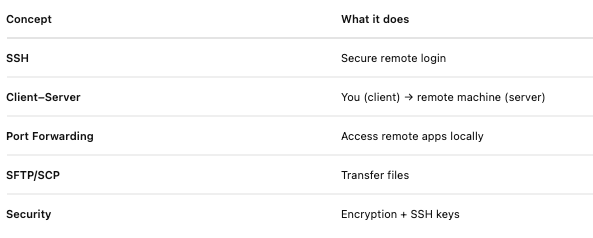 Concept What it does
SSH Secure remote login
Client–Server You (client) → remote machine (server)
Port Forwarding Access remote apps locally
SFTP/SCP Transfer files
Security Encryption + SSH keys